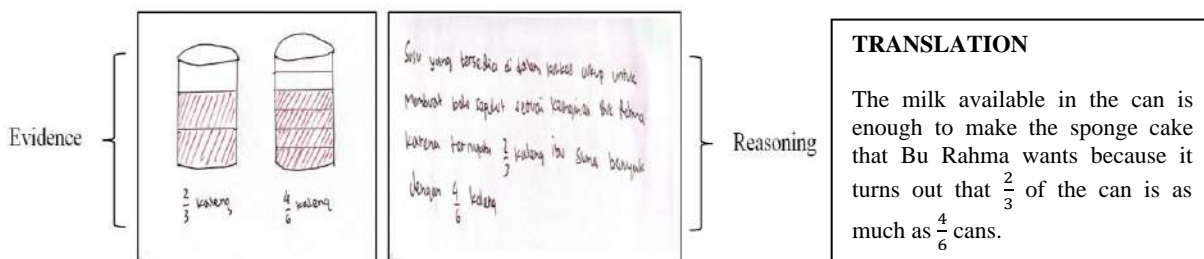 Evidence
2/3 kaleng
4/6 kaleng
Susu yang tersedia di dalam kulkas cukup untuk
Membuat bolu sesuai keinginan Bu Rahma
karena ternyata 2/3 kaleng itu sama banyak
dengan 4/6 kaleng
Reasoning
TRANSLATION
The milk available in the can is
enough to make the sponge cake
that Bu Rahma wants because it
turns out that 2/3 of the can is as
much as 4/6 cans.